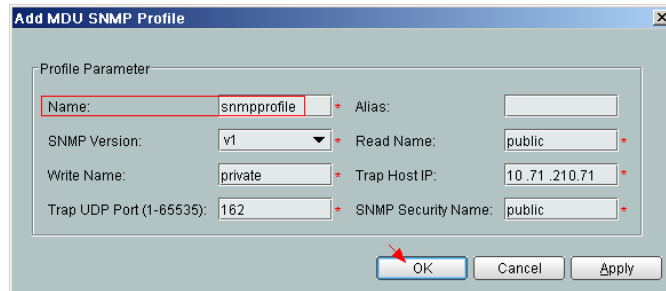 Add MDU SNMP Profile
Profile Parameter
Name: snmpprofile * Alias:
SNMP Version: v1 * Read Name: public *
Write Name: private * Trap Host IP: 10 .71 .210.71 *
Trap UDP Port (1-65535): 162 * SNMP Security Name: public *
OK Cancel Apply